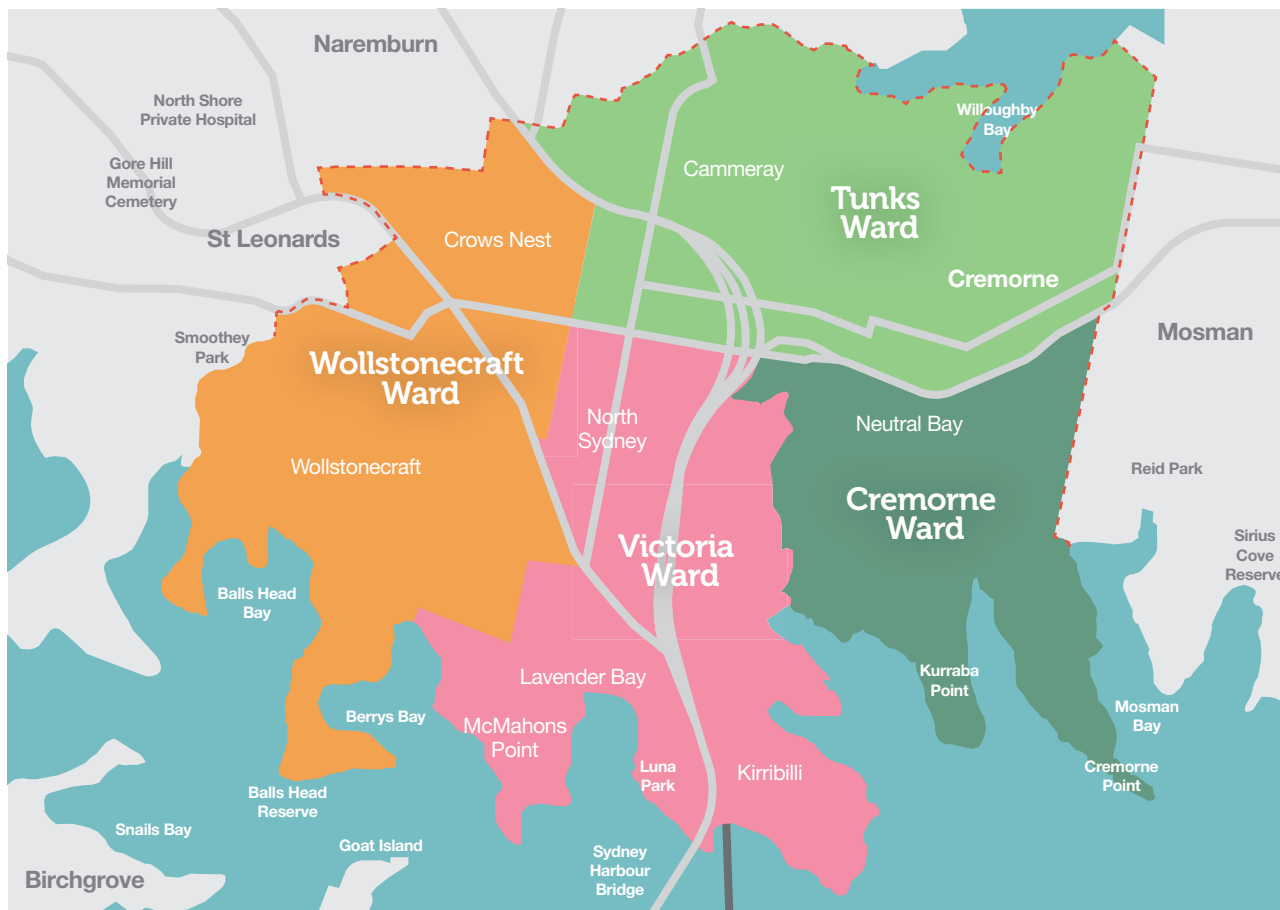 Naremburn
North Shore
Private Hospital
Gore Hill
Memorial
Cemetery
St Leonards
Willoughby
Bay
Cammeray
Tunks
Ward
Crows Nest
Cremorne
Smoothey
Park
Mosman
Wollstonecraft
Ward
North
Sydney
Neutral Bay
Wollstonecraft
Reid Park
Cremorne
Ward
Victoria
Ward
Sirius
Cove
Reserve
Balls Head
Bay
Lavender Bay
Kurraba
Point
Berrys Bay
McMahons
Point
Mosman
Bay
Luna
Park
Kirribilli
Cremorne
Point
Balls Head
Reserve
Snails Bay
Goat Island
Sydney
Harbour
Bridge
Birchgrove